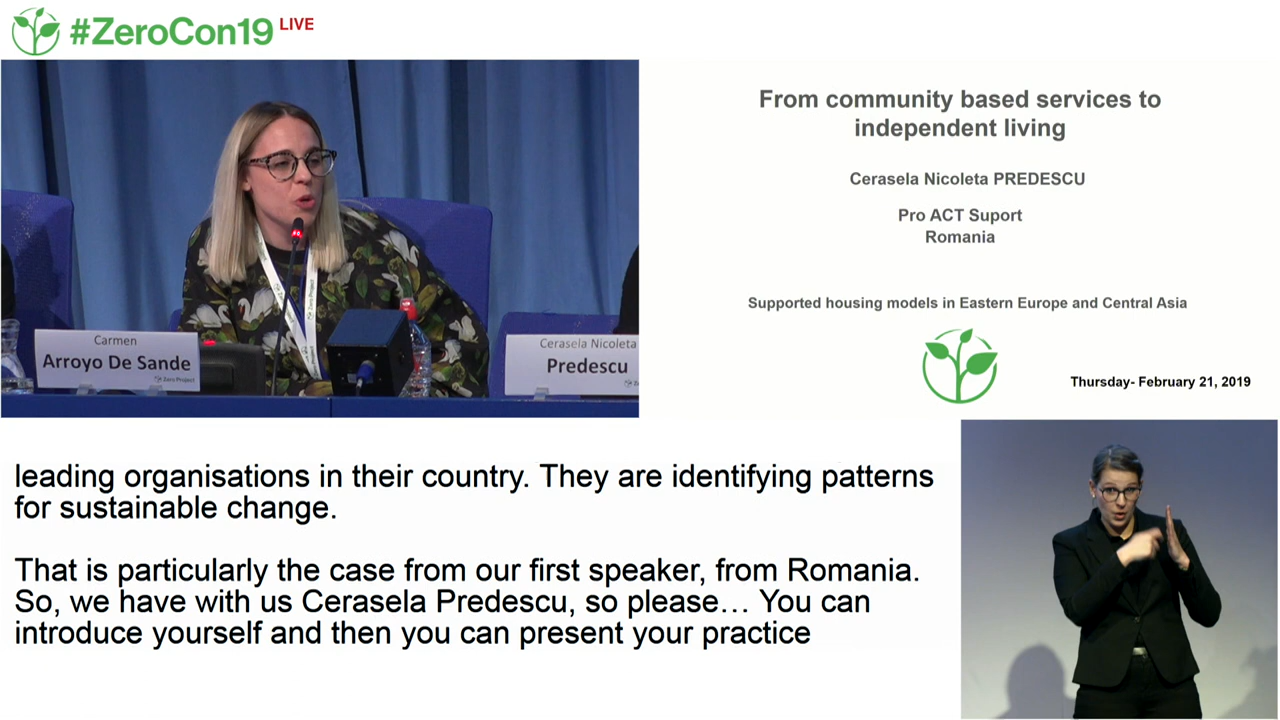 #ZeroCon19 LIVE
Carmen
Arroyo De Sande
Zero Project
Cerasela Nicoleta
Predescu
Zero Project
From community based services to
independent living
Cerasela Nicoleta PREDESCU
Pro ACT Suport
Romania
Supported housing models in Eastern Europe and Central Asia
Thursday- February 21, 2019
leading organisations in their country. They are identifying patterns
for sustainable change.
That is particularly the case from our first speaker, from Romania.
So, we have with us Cerasela Predescu, so please… You can
introduce yourself and then you can present your practice